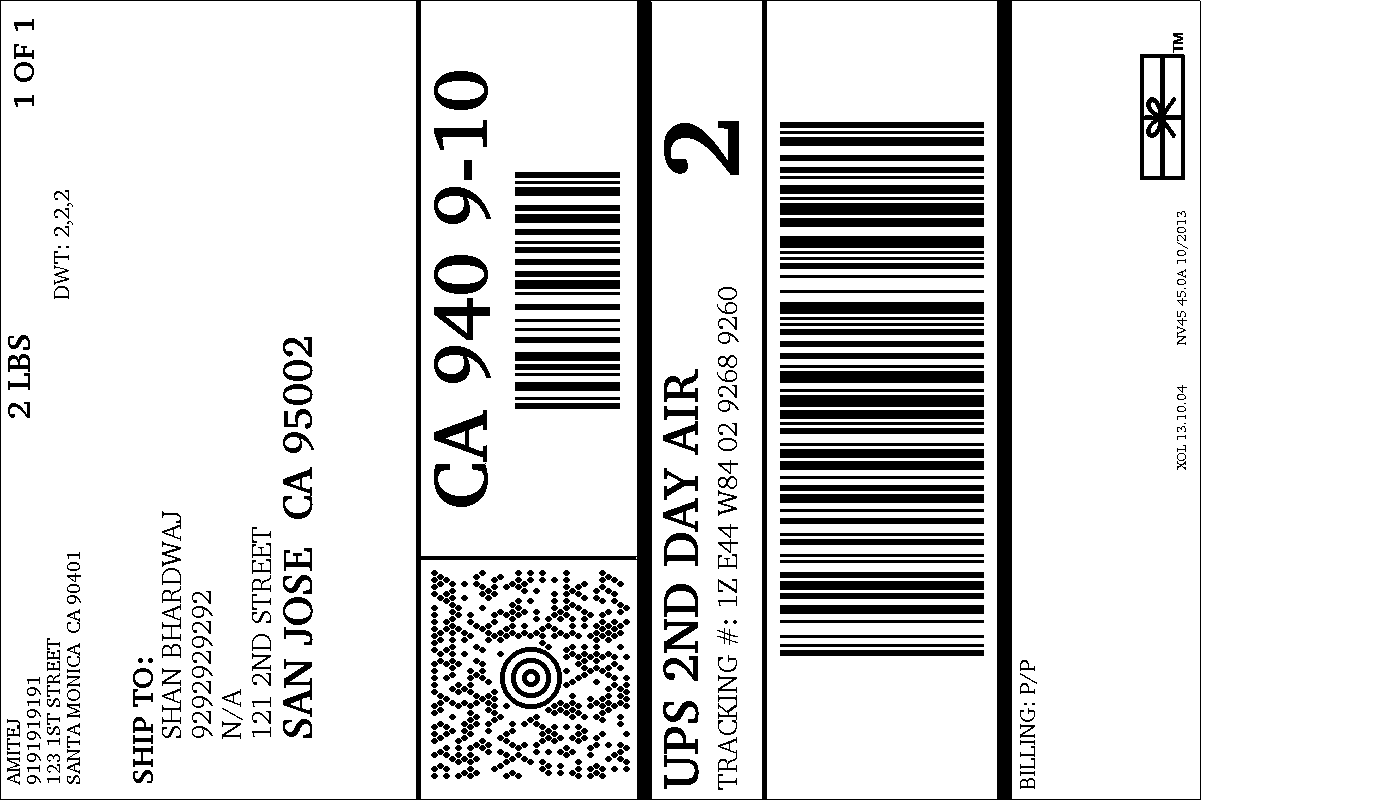 AMITEJ
9191919191
123 1ST STREET
SANTA MONICA CA 90401
2 LBS
1 OF 1
DWT: 2,2,2
SHIP TO:
SHAN BHARDWAJ
9292929292
N/A
121 2ND STREET
SAN JOSE CA 95002
CA 940 9-10
UPS 2ND DAY AIR
2
TRACKING #: 1Z E44 W84 02 9268 9260
BILLING: P/P
XOL 13.10.04 NV45 45.0A 10/2013
TM